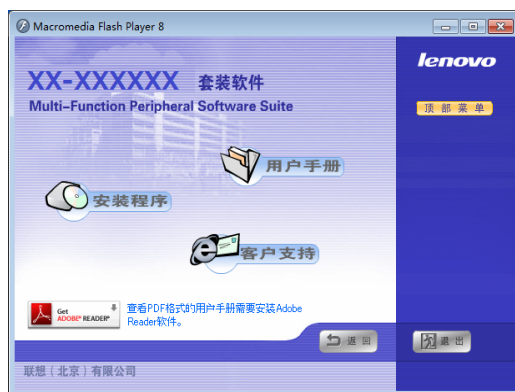 Macromedia Flash Player 8
lenovo
XX-XXXXXX 套装软件
Multi-Function Peripheral Software Suite
顶部菜单
用户手册
安装程序
客户支持
Get
ADOBE® READER®
查看PDF格式的用户手册需要安装Adobe
Reader软件。
返回
退出
联想（北京）有限公司